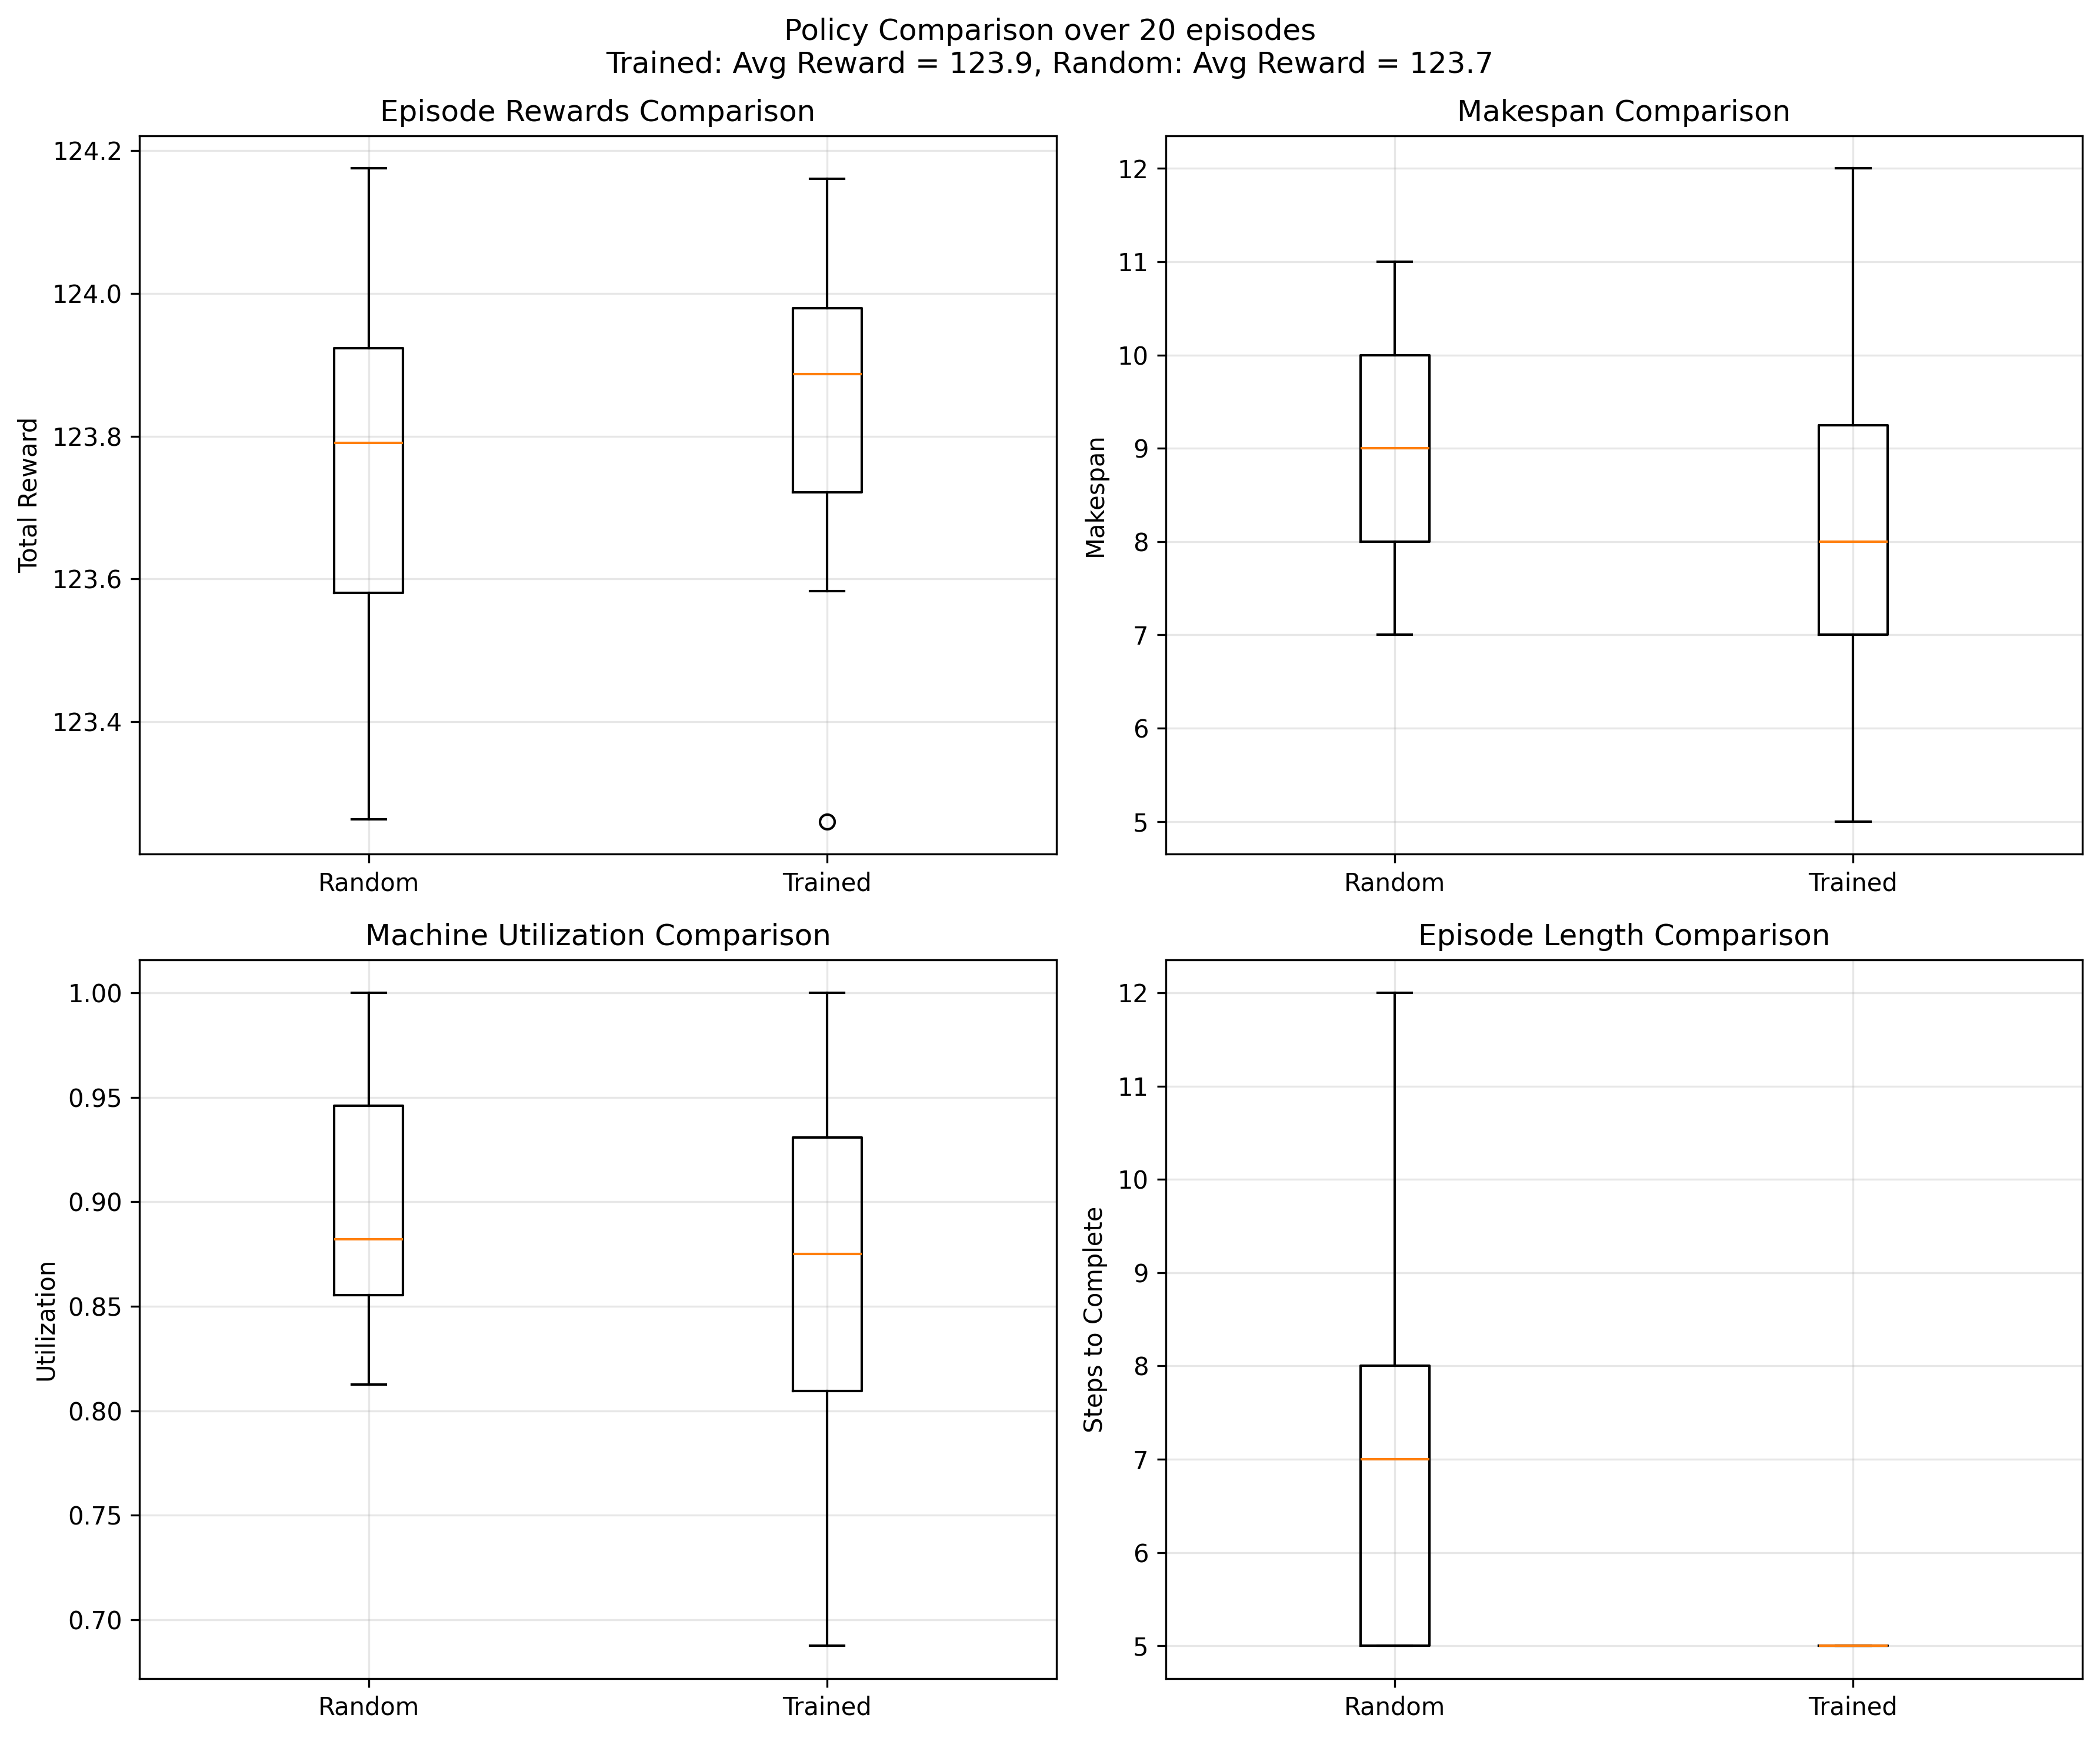 Policy Comparison over 20 episodes
Trained: Avg Reward = 123.9, Random: Avg Reward = 123.7
Episode Rewards Comparison
Total Reward
124.2
124.0
123.8
123.6
123.4
Random
Trained
Makespan Comparison
Makespan
12
11
10
9
8
7
6
5
Random
Trained
Machine Utilization Comparison
Utilization
1.00
0.95
0.90
0.85
0.80
0.75
0.70
Random
Trained
Episode Length Comparison
Steps to Complete
12
11
10
9
8
7
6
5
Random
Trained